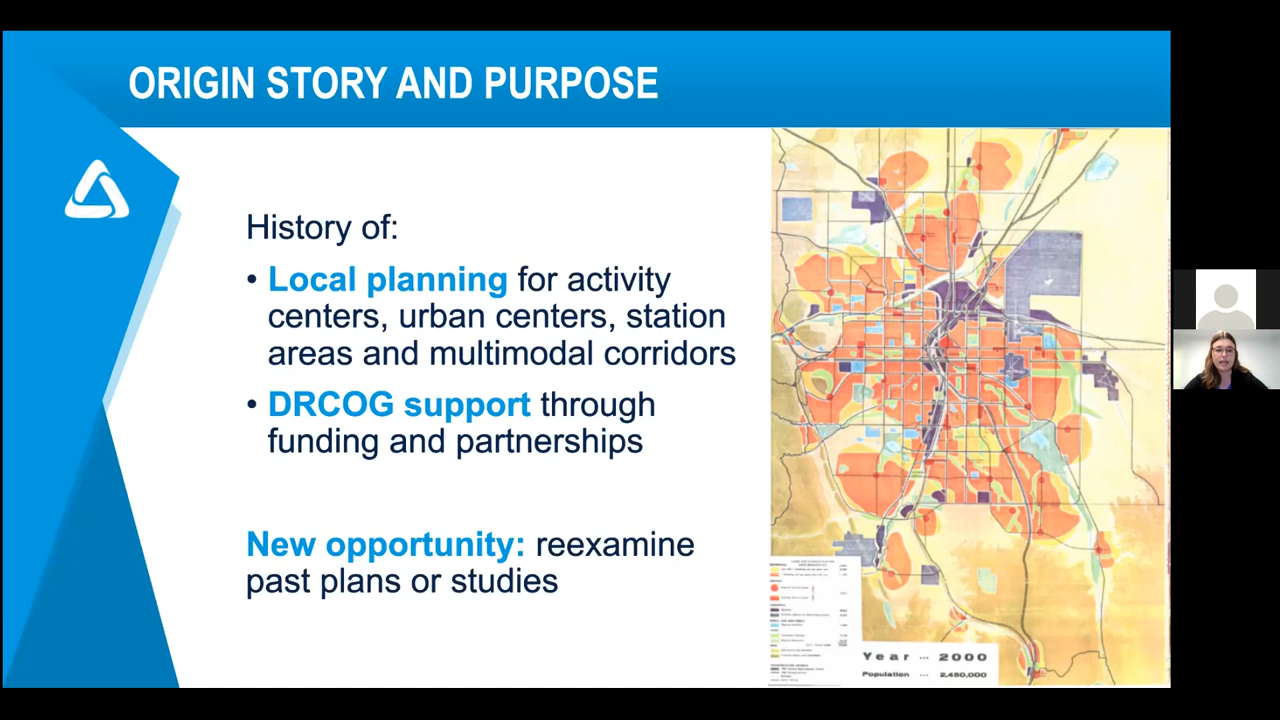 ORIGIN STORY AND PURPOSE
History of:
• Local planning for activity
centers, urban centers, station
areas and multimodal corridors
• DRCOG support through
funding and partnerships
New opportunity: reexamine
past plans or studies
Year ... 2000
Population ... 2,450,000